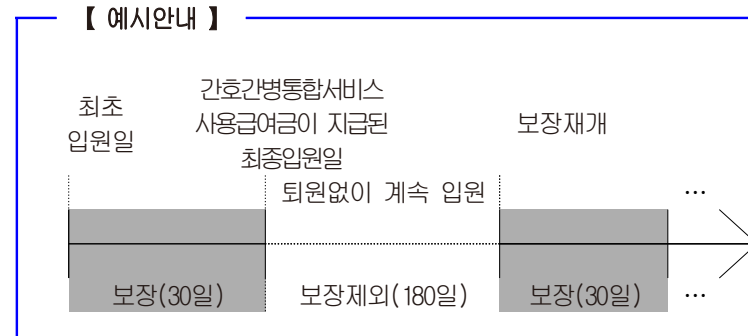 【 예시안내 】
최초
입원일
간호간병통합서비스
사용급여금이 지급된
최종입원일
보장재개
퇴원없이 계속 입원
…
보장(30일)
보장제외(180일)
보장(30일)
…